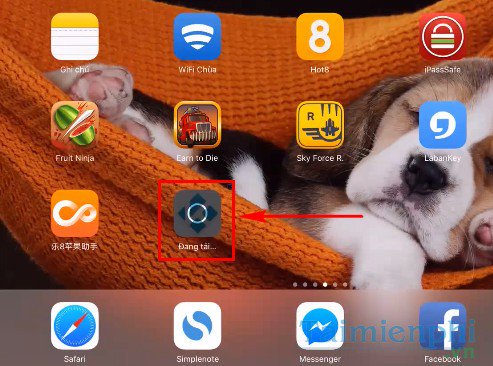 Ghi chú
WiFi Chùa
Hot8
iPassSafe
Fruit Ninja
Earn to Die
Sky Force R.
LabanKey
乐8苹果助手
Đang tải...
Safari
Simplenote
Messenger
Facebook
Taimienphi
.vn